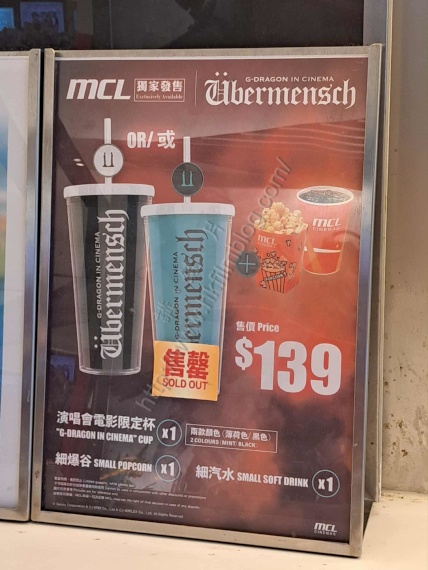 MCL 獨家發售 Exclusively Available
G-DRAGON IN CINEMA
Übermensch
OR/ 或
G-DRAGON IN CINEMA
Übermensch
G-DRAGON IN CINEMA
Übermensch
MCL
CINEMAS
MCL
CINEMAS
+
售罄
SOLD OUT
售價 Price
$139
演唱會電影限定杯
"G-DRAGON IN CINEMA" CUP x1
兩款顏色 (薄荷色/黑色)
2 COLOURS (MINT/ BLACK)
細爆谷 SMALL POPCORN x1
細汽水 SMALL SOFT DRINK x1
MCL
CINEMAS